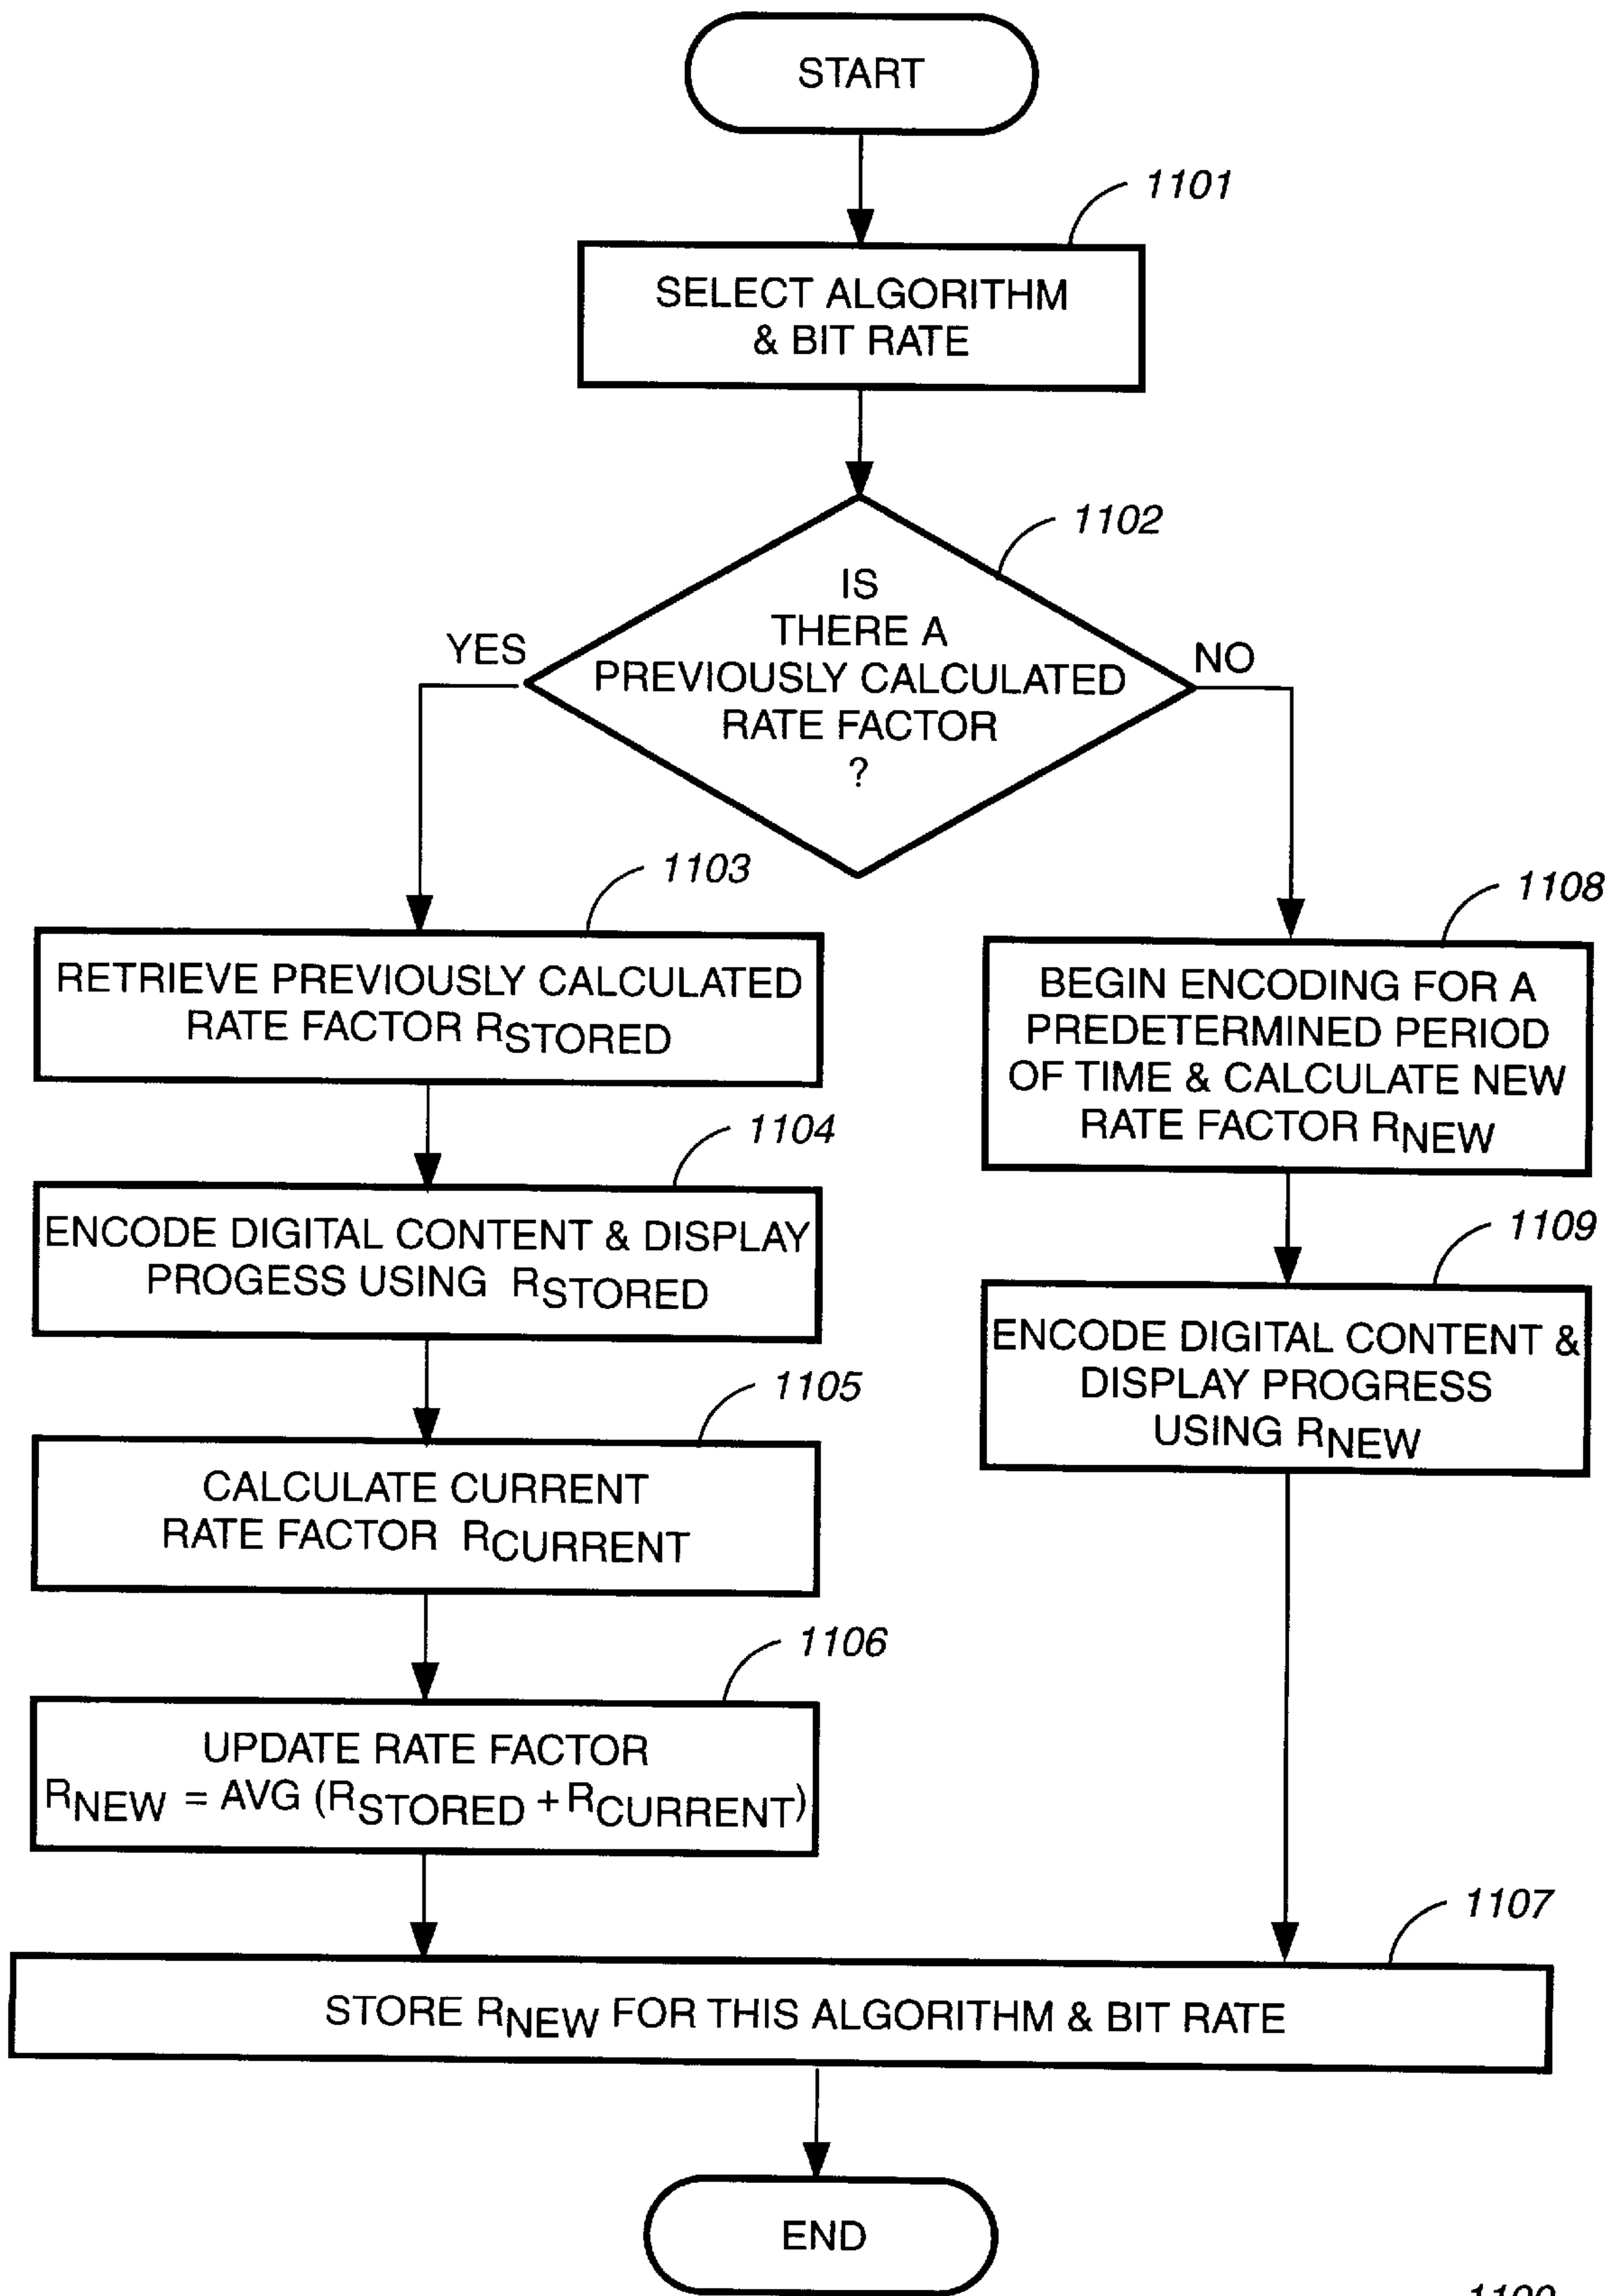 START
1101
SELECT ALGORITHM
& BIT RATE
1102
IS
THERE A
PREVIOUSLY CALCULATED
RATE FACTOR
?
YES
NO
1103
RETRIEVE PREVIOUSLY CALCULATED
RATE FACTOR RSTORED
1104
ENCODE DIGITAL CONTENT & DISPLAY
PROGESS USING RSTORED
1105
CALCULATE CURRENT
RATE FACTOR RCURRENT
1106
UPDATE RATE FACTOR
RNEW = AVG (RSTORED + RCURRENT)
1108
BEGIN ENCODING FOR A
PREDETERMINED PERIOD
OF TIME & CALCULATE NEW
RATE FACTOR RNEW
1109
ENCODE DIGITAL CONTENT &
DISPLAY PROGRESS
USING RNEW
1107
STORE RNEW FOR THIS ALGORITHM & BIT RATE
END